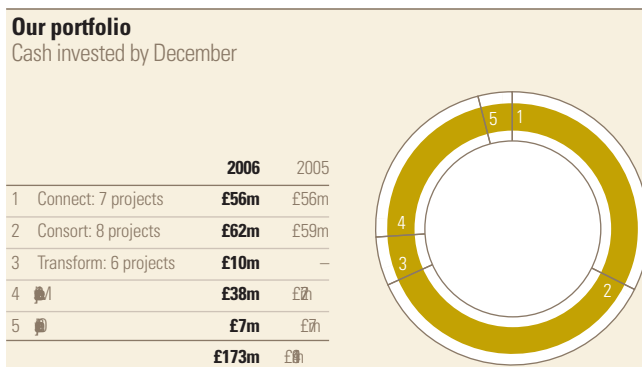 Our portfolio
Cash invested by December
2006 2005
1 Connect: 7 projects £56m £56m
2 Consort: 8 projects £62m £59m
3 Transform: 6 projects £10m –
4 £38m
5 £7m
£173m
5 1
4
3
2